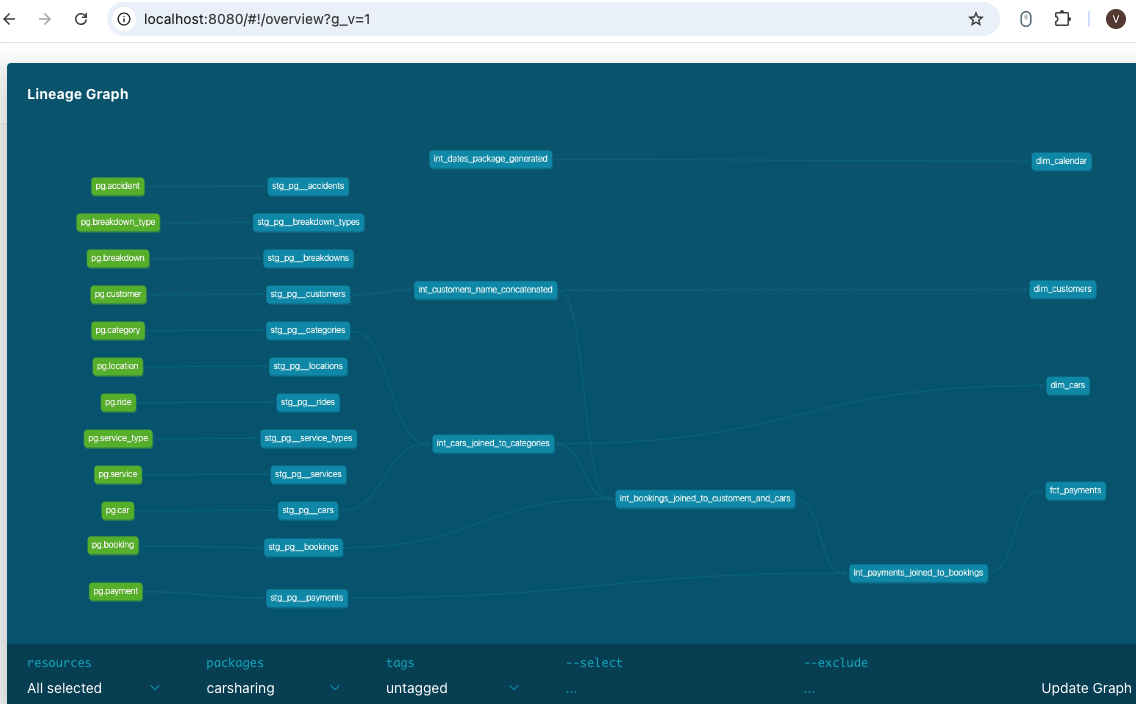 localhost:8080/#!/overview?g_v=1
V
Lineage Graph
int_dates_package_generated
dim_calendar
pg.accident
stg_pg__accidents
pg.breakdown_type
stg_pg__breakdown_types
pg.breakdown
stg_pg__breakdowns
pg.customer
stg_pg__customers
int_customers_name_concatenated
dim_customers
pg.category
stg_pg__categories
pg.location
stg_pg__locations
dim_cars
pg.ride
stg_pg__rides
pg.service_type
stg_pg__service_types
int_cars_joined_to_categories
pg.service
stg_pg__services
int_bookings_joined_to_customers_and_cars
fct_payments
pg.car
stg_pg__cars
pg.booking
stg_pg__bookings
int_payments_joined_to_bookings
pg.payment
stg_pg__payments
resources
packages
tags
--select
--exclude
All selected
carsharing
untagged
...
...
Update Graph